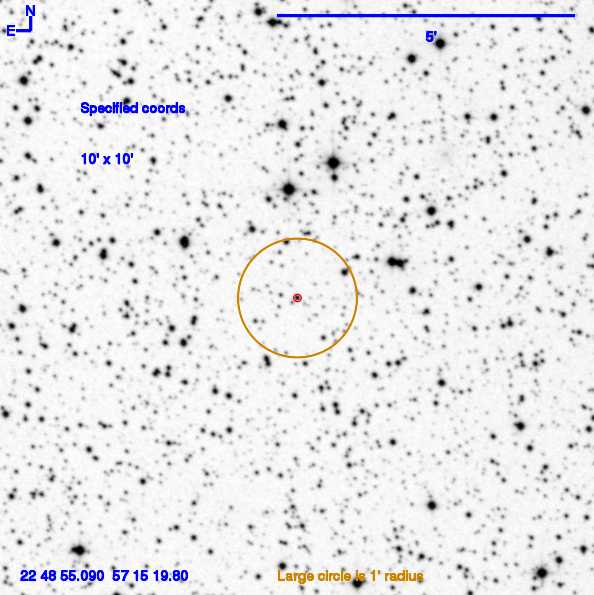 N
E
5'
Specified coords
10' x 10'
22 48 55.090  57 15 19.80
Large circle is 1' radius